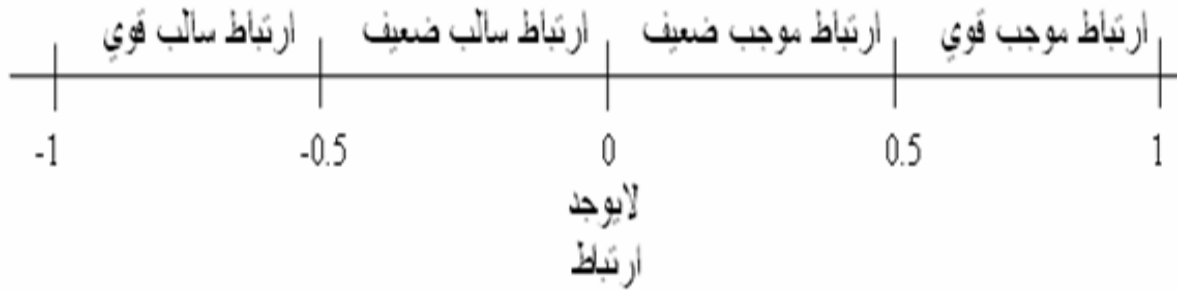 ارتباط سالب قوي ارتباط سالب ضعيف ارتباط موجب ضعيف ارتباط موجب قوي
-1 -0.5 0 0.5 1
لايوجد
ارتباط